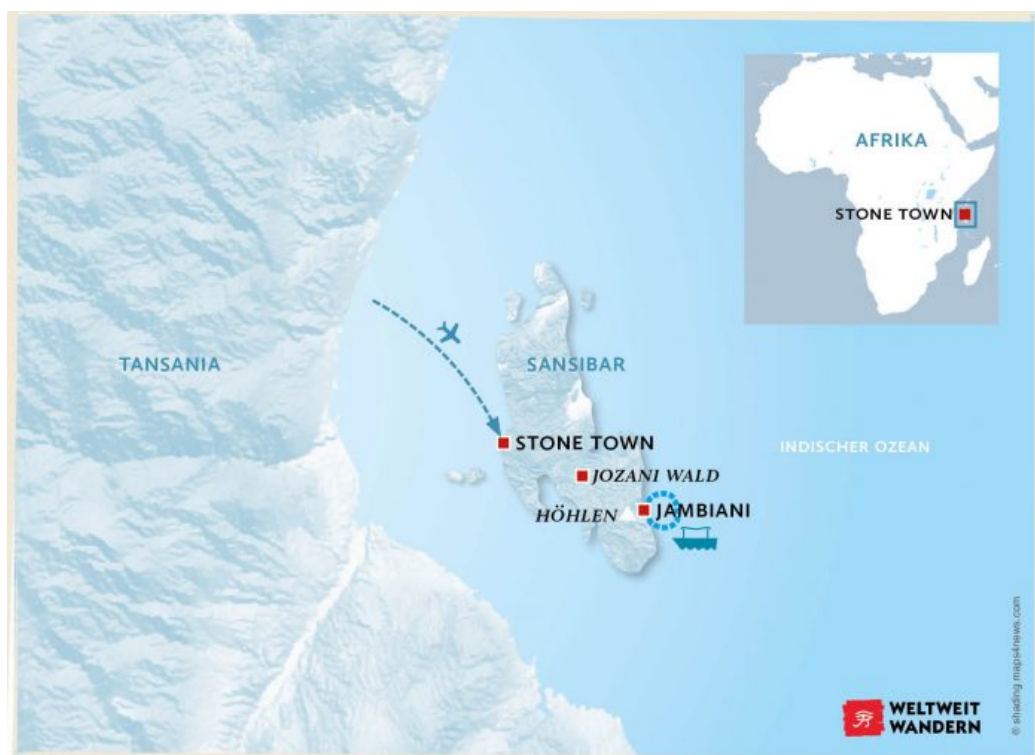 AFRIKA
STONE TOWN
TANSANIA
SANSIBAR
STONE TOWN
INDISCHER OZEAN
JOZANI WALD
HÖHLEN
JAMBIANI
WELTWEIT
WANDERN
© shading maps4news.com